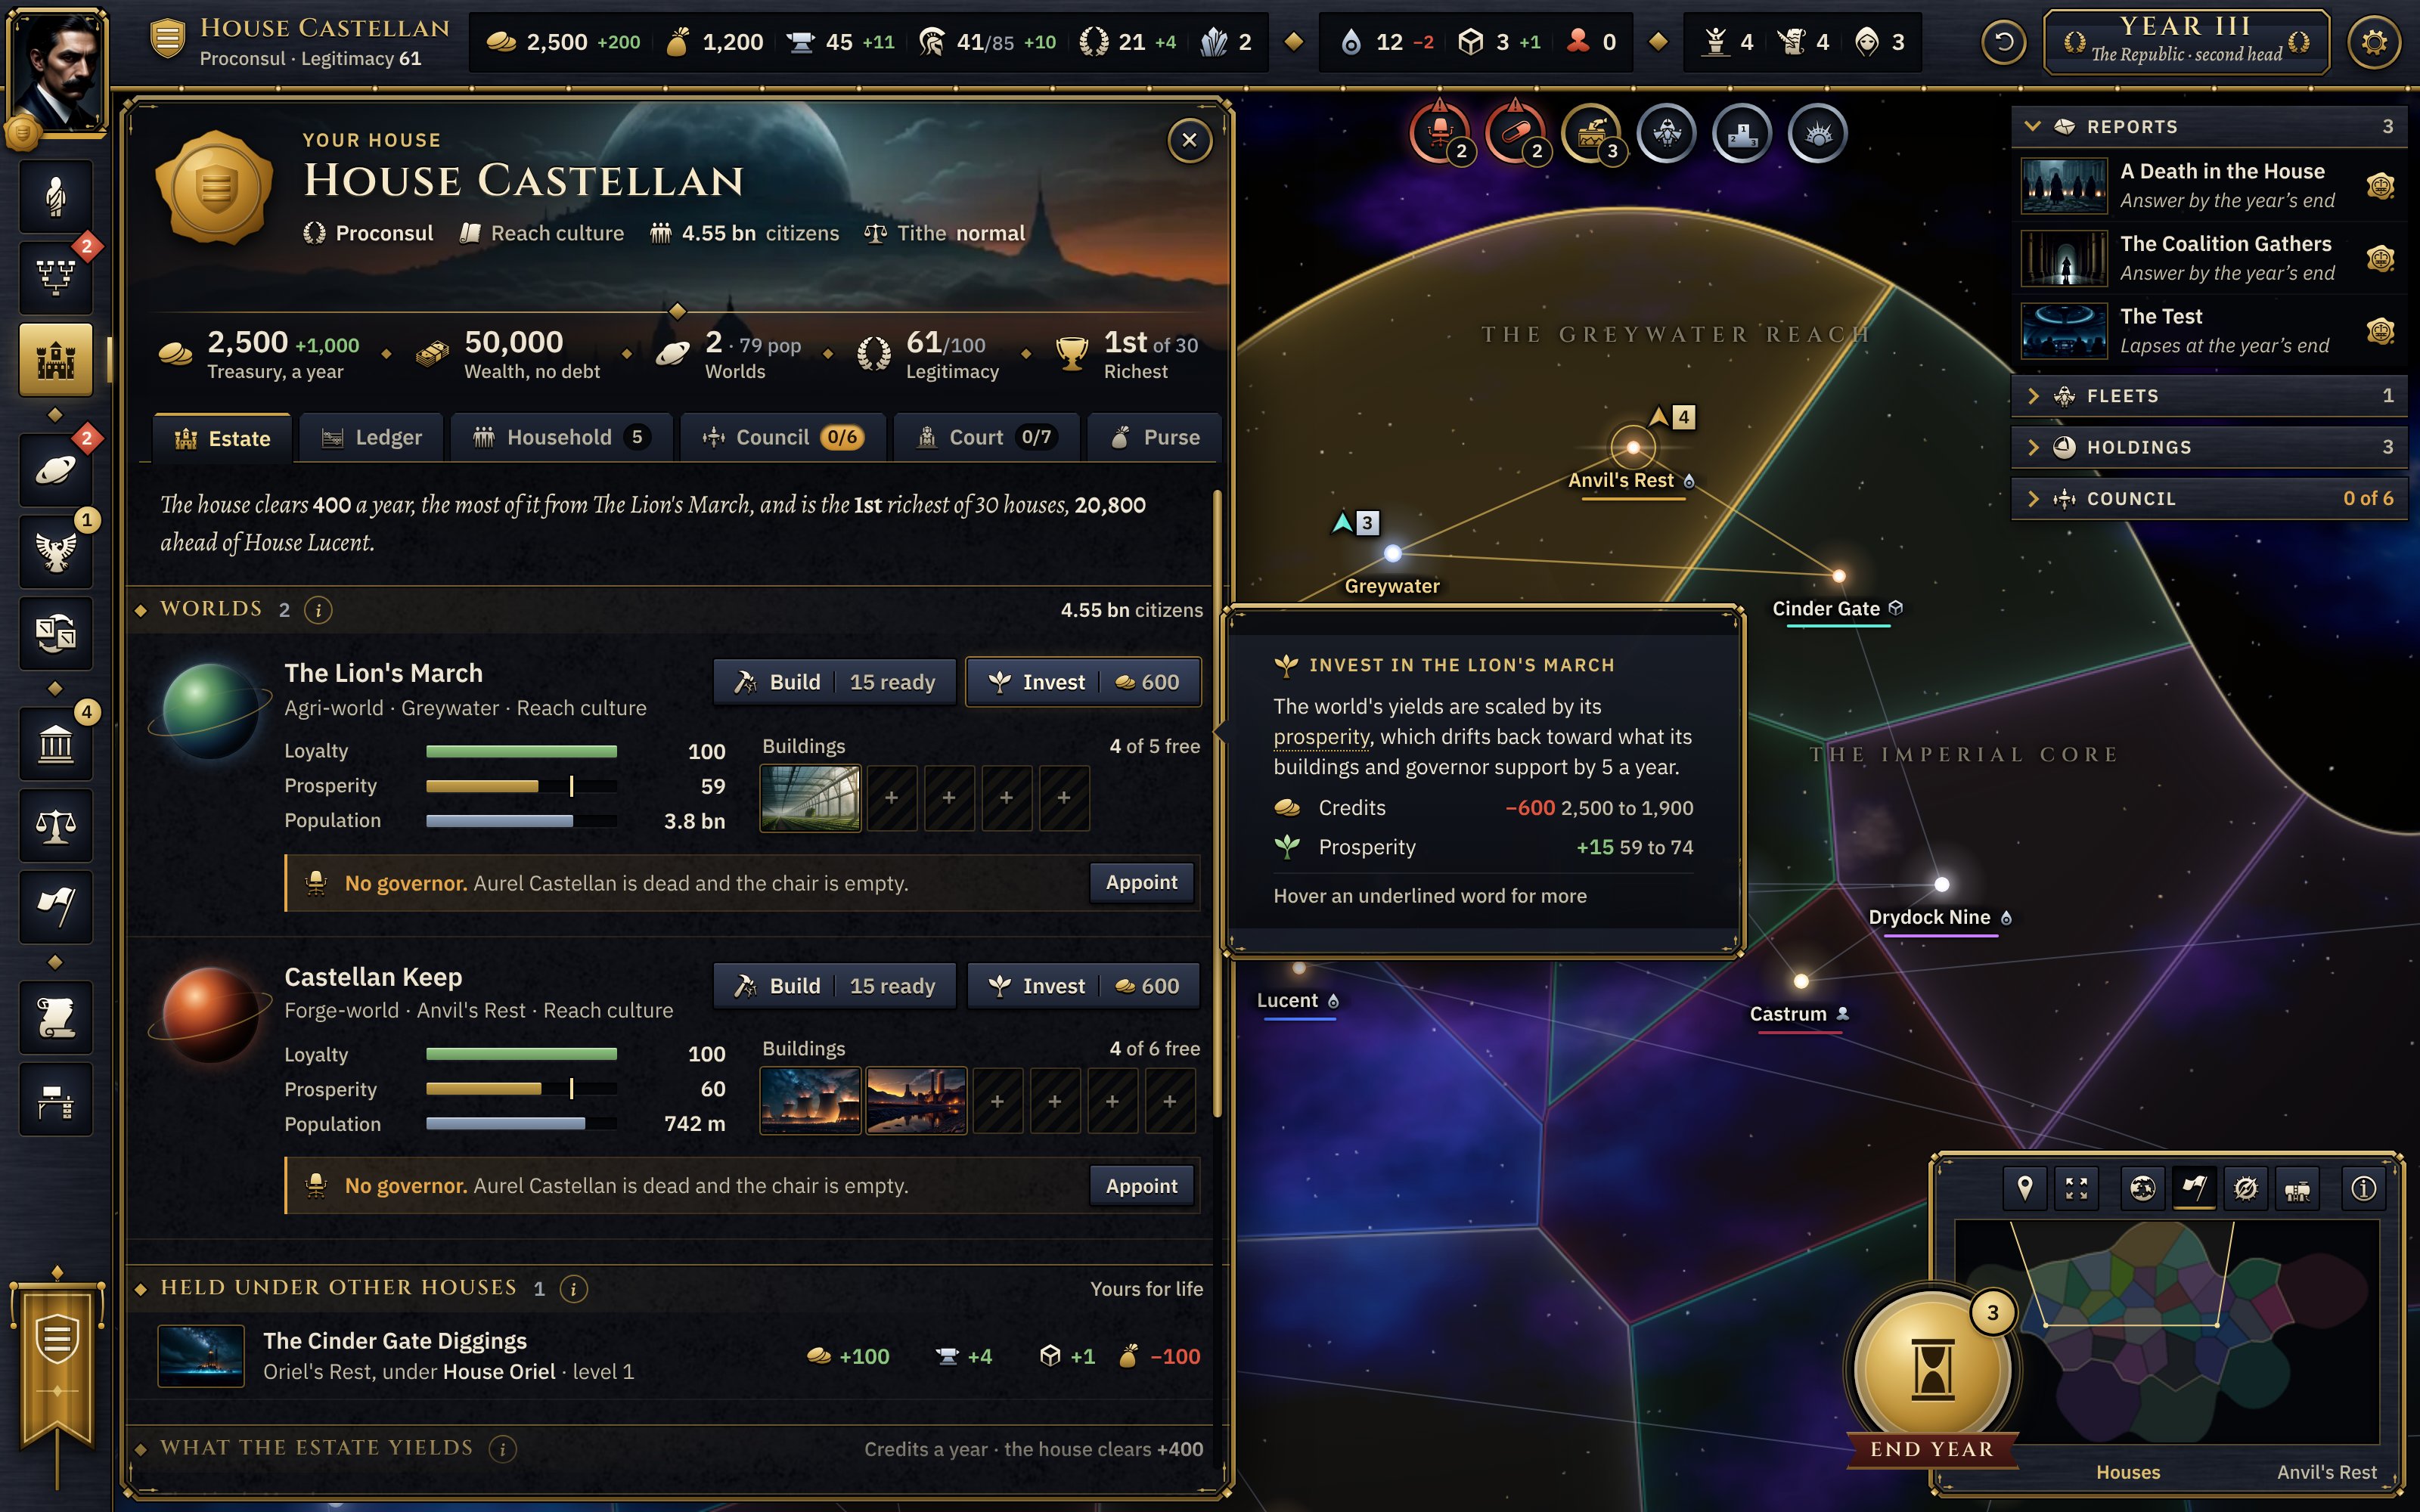 HOUSE CASTELLAN
Proconsul · Legitimacy 61
2,500 +200
1,200
45 +11
41/85 +10
21 +4
2
12 −2
3 +1
0
4
4
3
YEAR III
The Republic · second head
2
2
1
4
YOUR HOUSE
HOUSE CASTELLAN
Proconsul
Reach culture
4.55 bn citizens
Tithe normal
2,500 +1,000
Treasury, a year
50,000
Wealth, no debt
2 · 79 pop
Worlds
61/100
Legitimacy
1st of 30
Richest
Estate
Ledger
Household 5
Council 0/6
Court 0/7
Purse
The house clears 400 a year, the most of it from The Lion's March, and is the 1st richest of 30 houses, 20,800
ahead of House Lucent.
WORLDS 2 i
4.55 bn citizens
The Lion's March
Agri-world · Greywater · Reach culture
Build 15 ready
Invest 600
Loyalty 100
Prosperity 59
Population 3.8 bn
Buildings 4 of 5 free
+ + + +
No governor. Aurel Castellan is dead and the chair is empty.
Appoint
Castellan Keep
Forge-world · Anvil's Rest · Reach culture
Build 15 ready
Invest 600
Loyalty 100
Prosperity 60
Population 742 m
Buildings 4 of 6 free
+ + + +
No governor. Aurel Castellan is dead and the chair is empty.
Appoint
HELD UNDER OTHER HOUSES 1 i
Yours for life
The Cinder Gate Diggings
Oriel's Rest, under House Oriel · level 1
+100 +4 +1 −100
WHAT THE ESTATE YIELDS i
Credits a year · the house clears +400
2
2
3
1 2 3
THE GREYWATER REACH
4
Anvil's Rest
3
Greywater
Cinder Gate
THE IMPERIAL CORE
Drydock Nine
Lucent
Castrum
INVEST IN THE LION'S MARCH
The world's yields are scaled by its
prosperity, which drifts back toward what its
buildings and governor support by 5 a year.
Credits −600 2,500 to 1,900
Prosperity +15 59 to 74
Hover an underlined word for more
REPORTS 3
A Death in the House
Answer by the year's end
The Coalition Gathers
Answer by the year's end
The Test
Lapses at the year's end
FLEETS 1
HOLDINGS 3
COUNCIL 0 of 6
3
END YEAR
Houses
Anvil's Rest